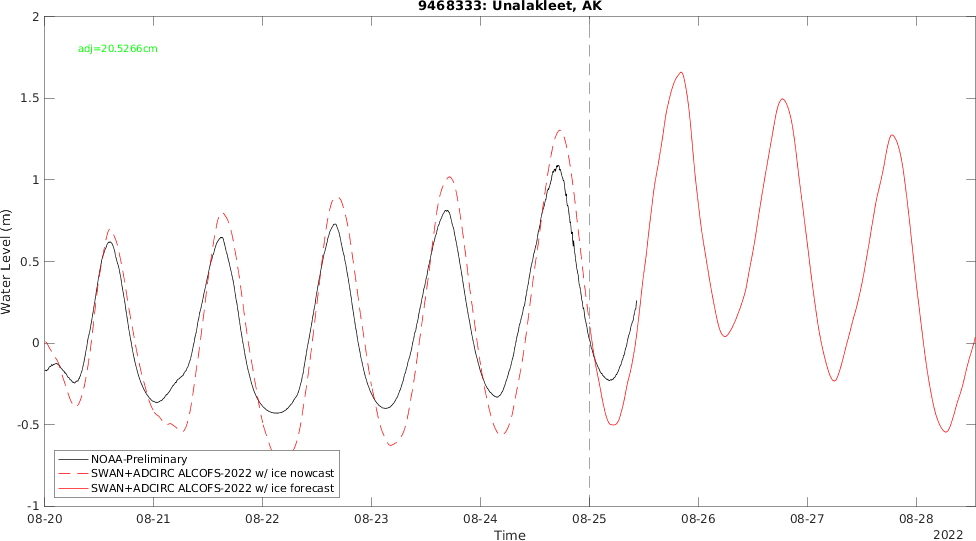 9468333: Unalakleet, AK
adj=20.5266cm
2
1.5
1
0.5
0
-0.5
-1
Water Level (m)
NOAA-Preliminary
SWAN+ADCIRC ALCOFS-2022 w/ ice nowcast
SWAN+ADCIRC ALCOFS-2022 w/ ice forecast
08-20 08-21 08-22 08-23 08-24 08-25 08-26 08-27 08-28
Time
2022